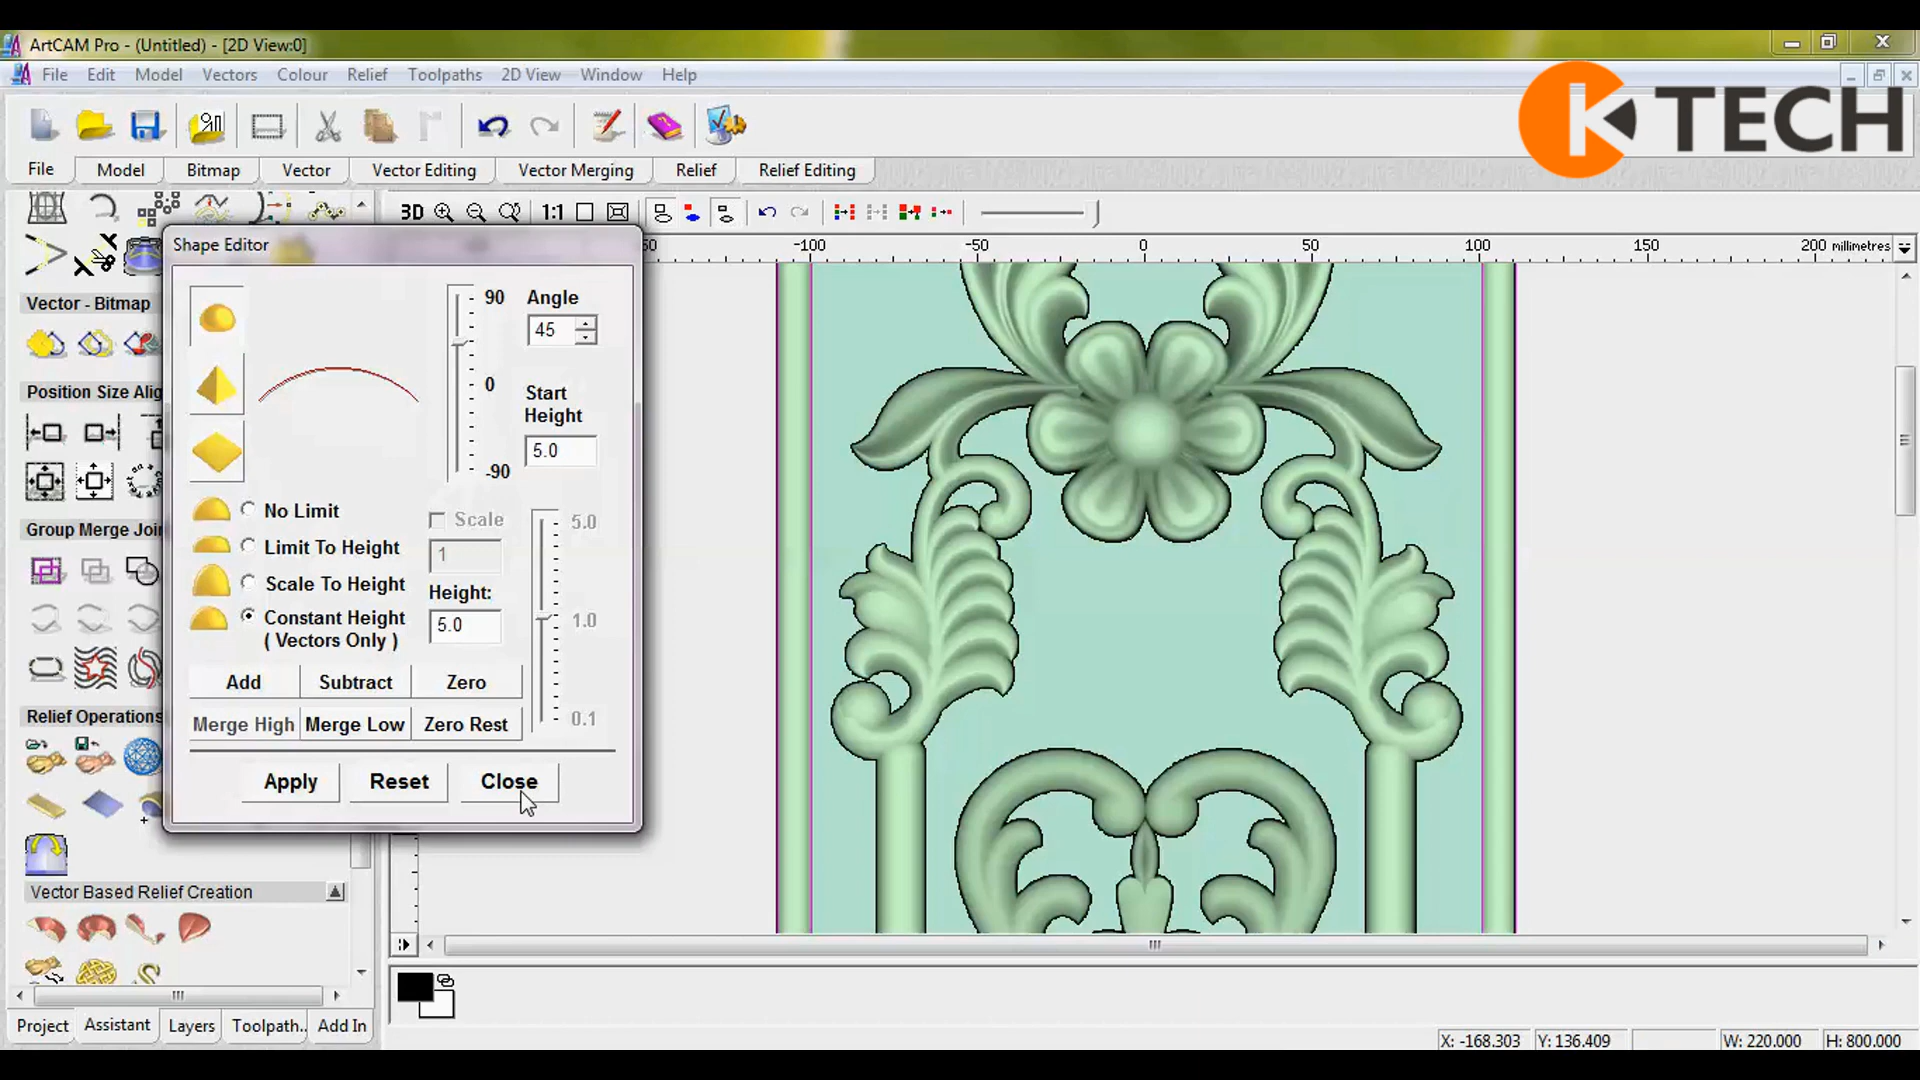 ArtCAM Pro - (Untitled) - [2D View:0]
File Edit Model Vectors Colour Relief Toolpaths 2D View Window Help
K TECH
File Model Bitmap Vector Vector Editing Vector Merging Relief Relief Editing
3D 1:1
Shape Editor
50 -100 -50 0 50 100 150 200 millimetres
Vector - Bitmap
90 Angle
45
0
Start
Height
5.0
-90
Position Size Alig
Group Merge Join
No Limit
Limit To Height
Scale To Height
Constant Height
( Vectors Only )
Scale
1
Height:
5.0
5.0
1.0
0.1
Add Subtract Zero
Merge High Merge Low Zero Rest
Relief Operations
Apply Reset Close
Vector Based Relief Creation
Project Assistant Layers Toolpath... Add In
X: -168.303 Y: 136.409 W: 220.000 H: 800.000